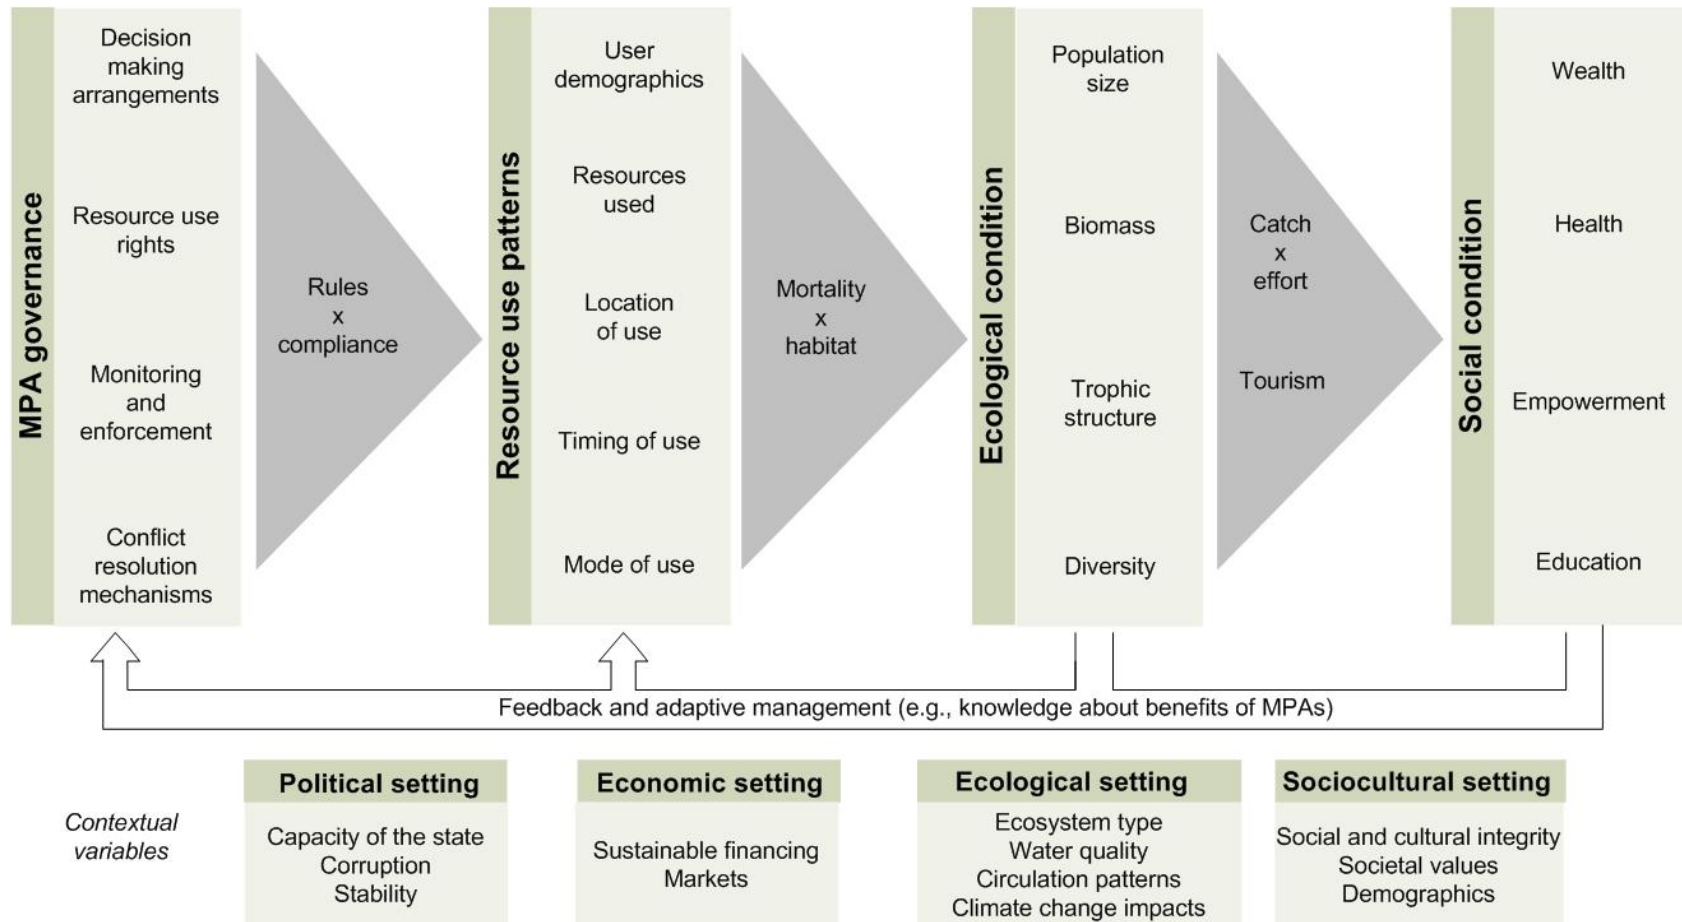 MPA governance
Decision
making
arrangements
Resource use
rights
Monitoring
and
enforcement
Conflict
resolution
mechanisms
Rules
x
compliance
Resource use patterns
User
demographics
Resources
used
Location
of use
Timing of use
Mode of use
Mortality
x
habitat
Ecological condition
Population
size
Biomass
Trophic
structure
Diversity
Catch
x
effort
Tourism
Social condition
Wealth
Health
Empowerment
Education
Feedback and adaptive management (e.g., knowledge about benefits of MPAs)
Contextual
variables
Political setting
Capacity of the state
Corruption
Stability
Economic setting
Sustainable financing
Markets
Ecological setting
Ecosystem type
Water quality
Circulation patterns
Climate change impacts
Sociocultural setting
Social and cultural integrity
Societal values
Demographics